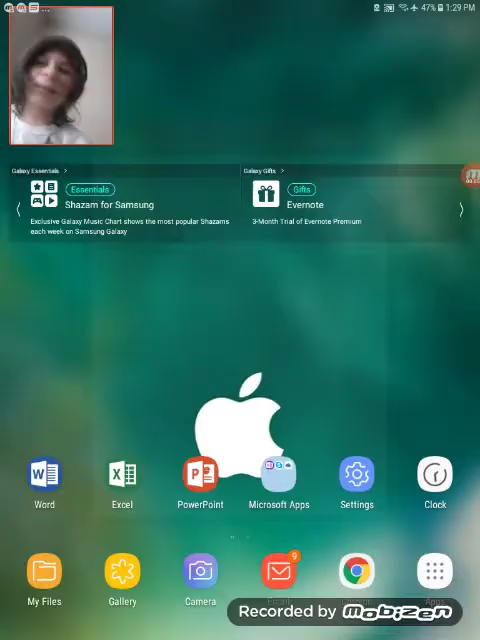 47% 1:29 PM
Galaxy Essentials >
Galaxy Gifts >
Essentials
Shazam for Samsung
Exclusive Galaxy Music Chart shows the most popular Shazams
each week on Samsung Galaxy
Gifts
Evernote
3-Month Trial of Evernote Premium
Word
Excel
PowerPoint
Microsoft Apps
Settings
Clock
9
My Files
Gallery
Camera
Email
Apps
Recorded by mobizen